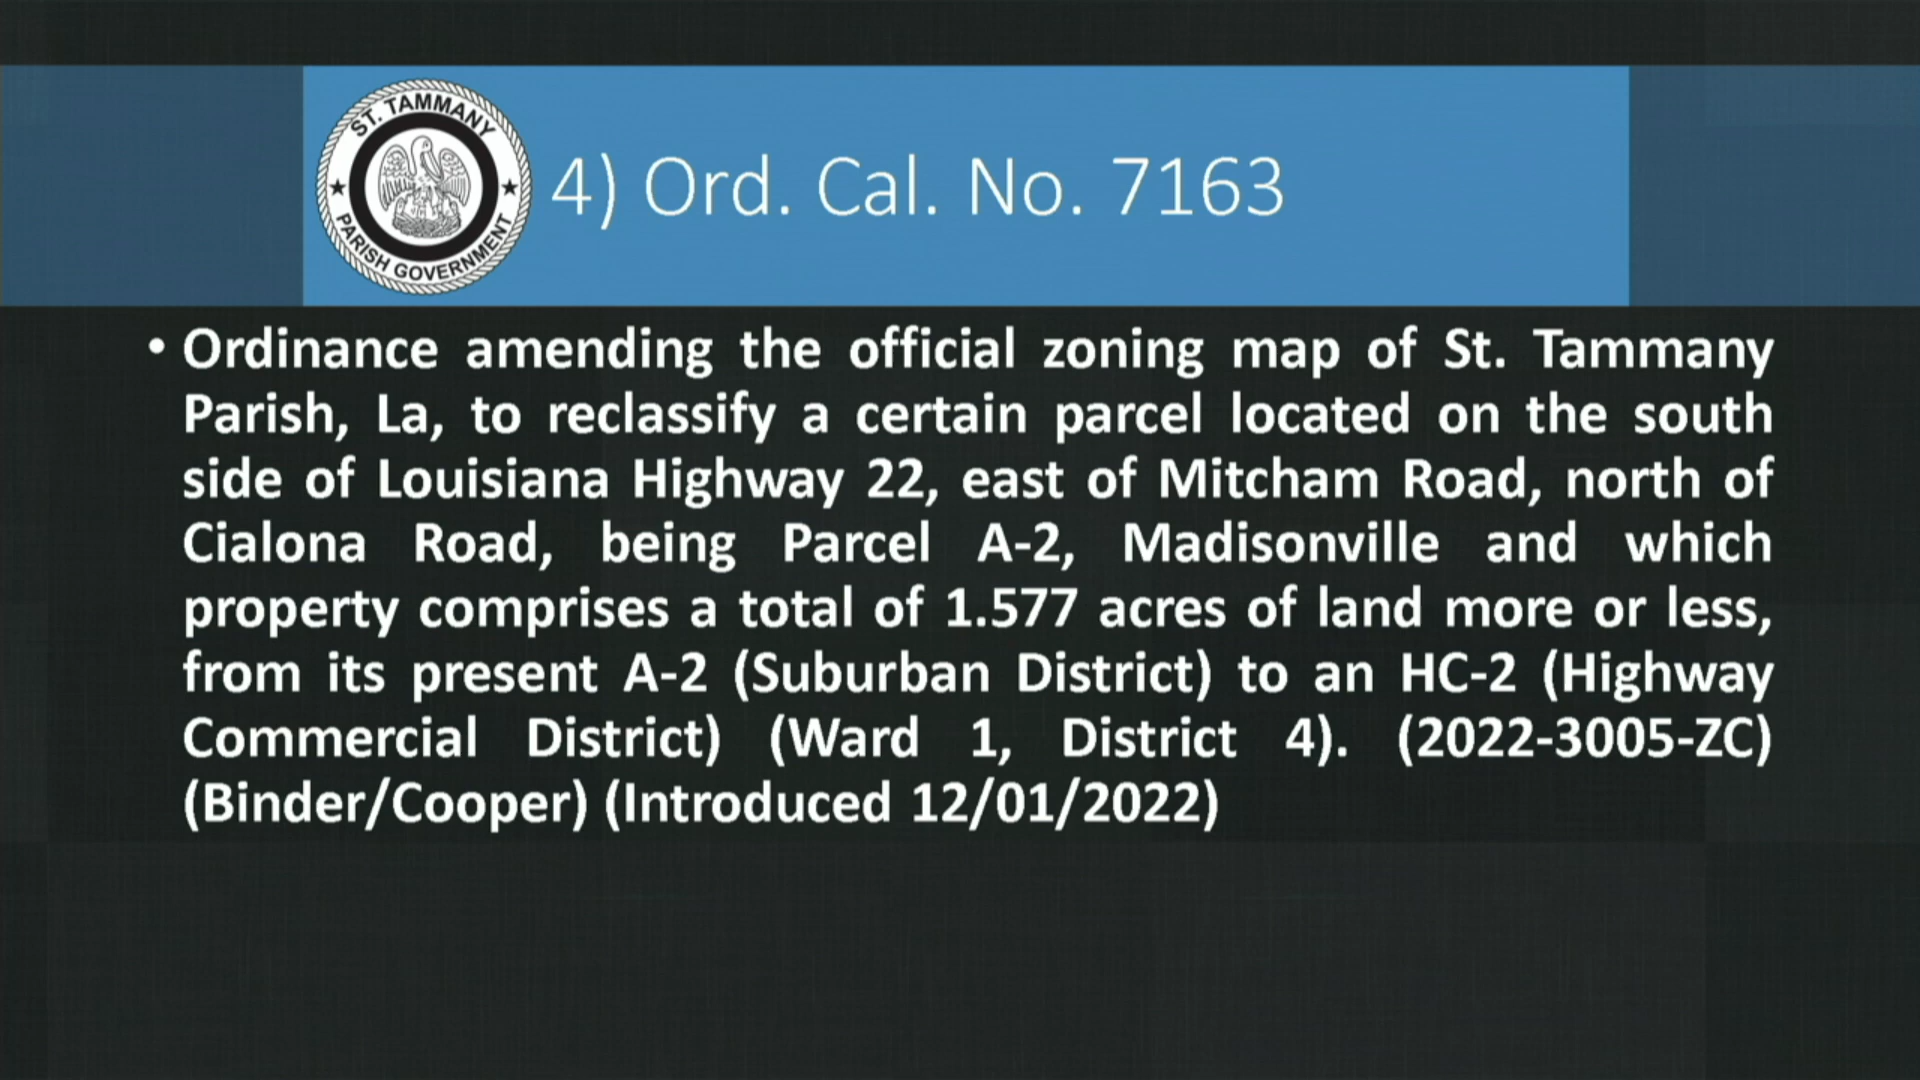 ST. TAMMANY
PARISH GOVERNMENT
4) Ord. Cal. No. 7163
• Ordinance amending the official zoning map of St. Tammany
Parish, La, to reclassify a certain parcel located on the south
side of Louisiana Highway 22, east of Mitcham Road, north of
Cialona Road, being Parcel A-2, Madisonville and which
property comprises a total of 1.577 acres of land more or less,
from its present A-2 (Suburban District) to an HC-2 (Highway
Commercial District) (Ward 1, District 4). (2022-3005-ZC)
(Binder/Cooper) (Introduced 12/01/2022)